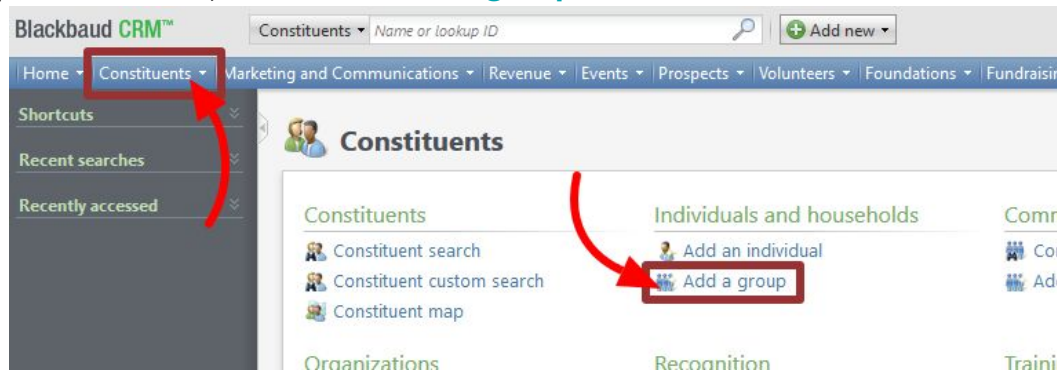 Blackbaud CRM™
Constituents Name or lookup ID
Add new
Home Constituents Marketing and Communications Revenue Events Prospects Volunteers Foundations
Shortcuts
Recent searches
Recently accessed
Constituents
Constituents
Constituent search
Constituent custom search
Constituent map
Individuals and households
Add an individual
Add a group
Organizations
Recognition